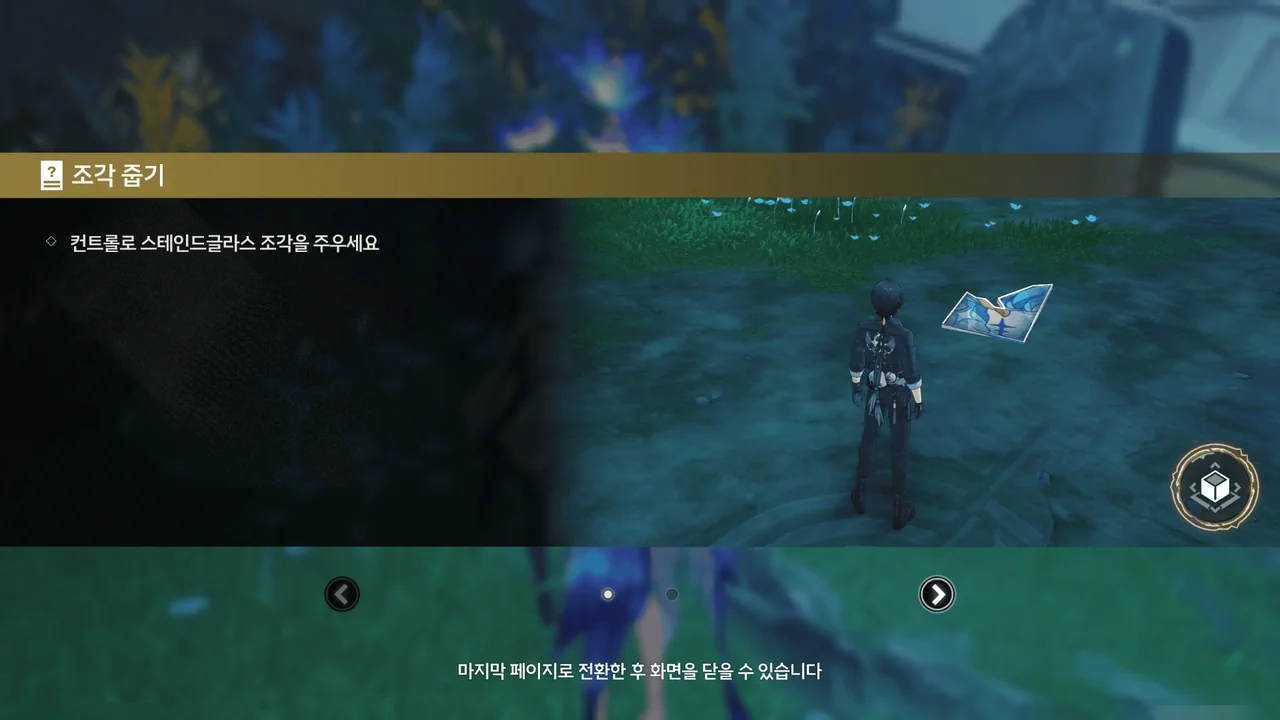 조각 줍기
컨트롤로 스테인드글라스 조각을 주우세요
마지막 페이지로 전환한 후 화면을 닫을 수 있습니다